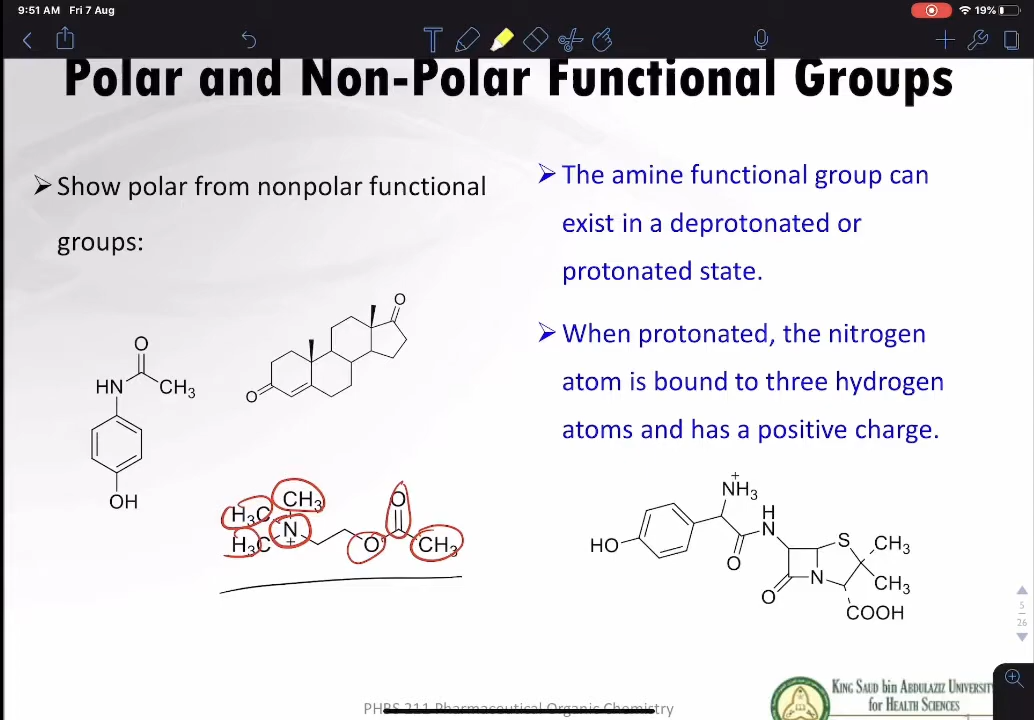 9:51 AM Fri 7 Aug
19%
Polar and Non-Polar Functional Groups
Show polar from nonpolar functional
groups:
The amine functional group can
exist in a deprotonated or
protonated state.
When protonated, the nitrogen
atom is bound to three hydrogen
atoms and has a positive charge.
O
HN
CH3
OH
O
O
CH3
H3C
N
+
H3C
O
O
CH3
+
NH3
HO
O
H
N
S
CH3
CH3
N
O
COOH
5
26
KING SAUD bin ABDULAZIZ UNIVERSITY
for HEALTH SCIENCES
PHRS 211 Pharmaceutical Organic Chemistry